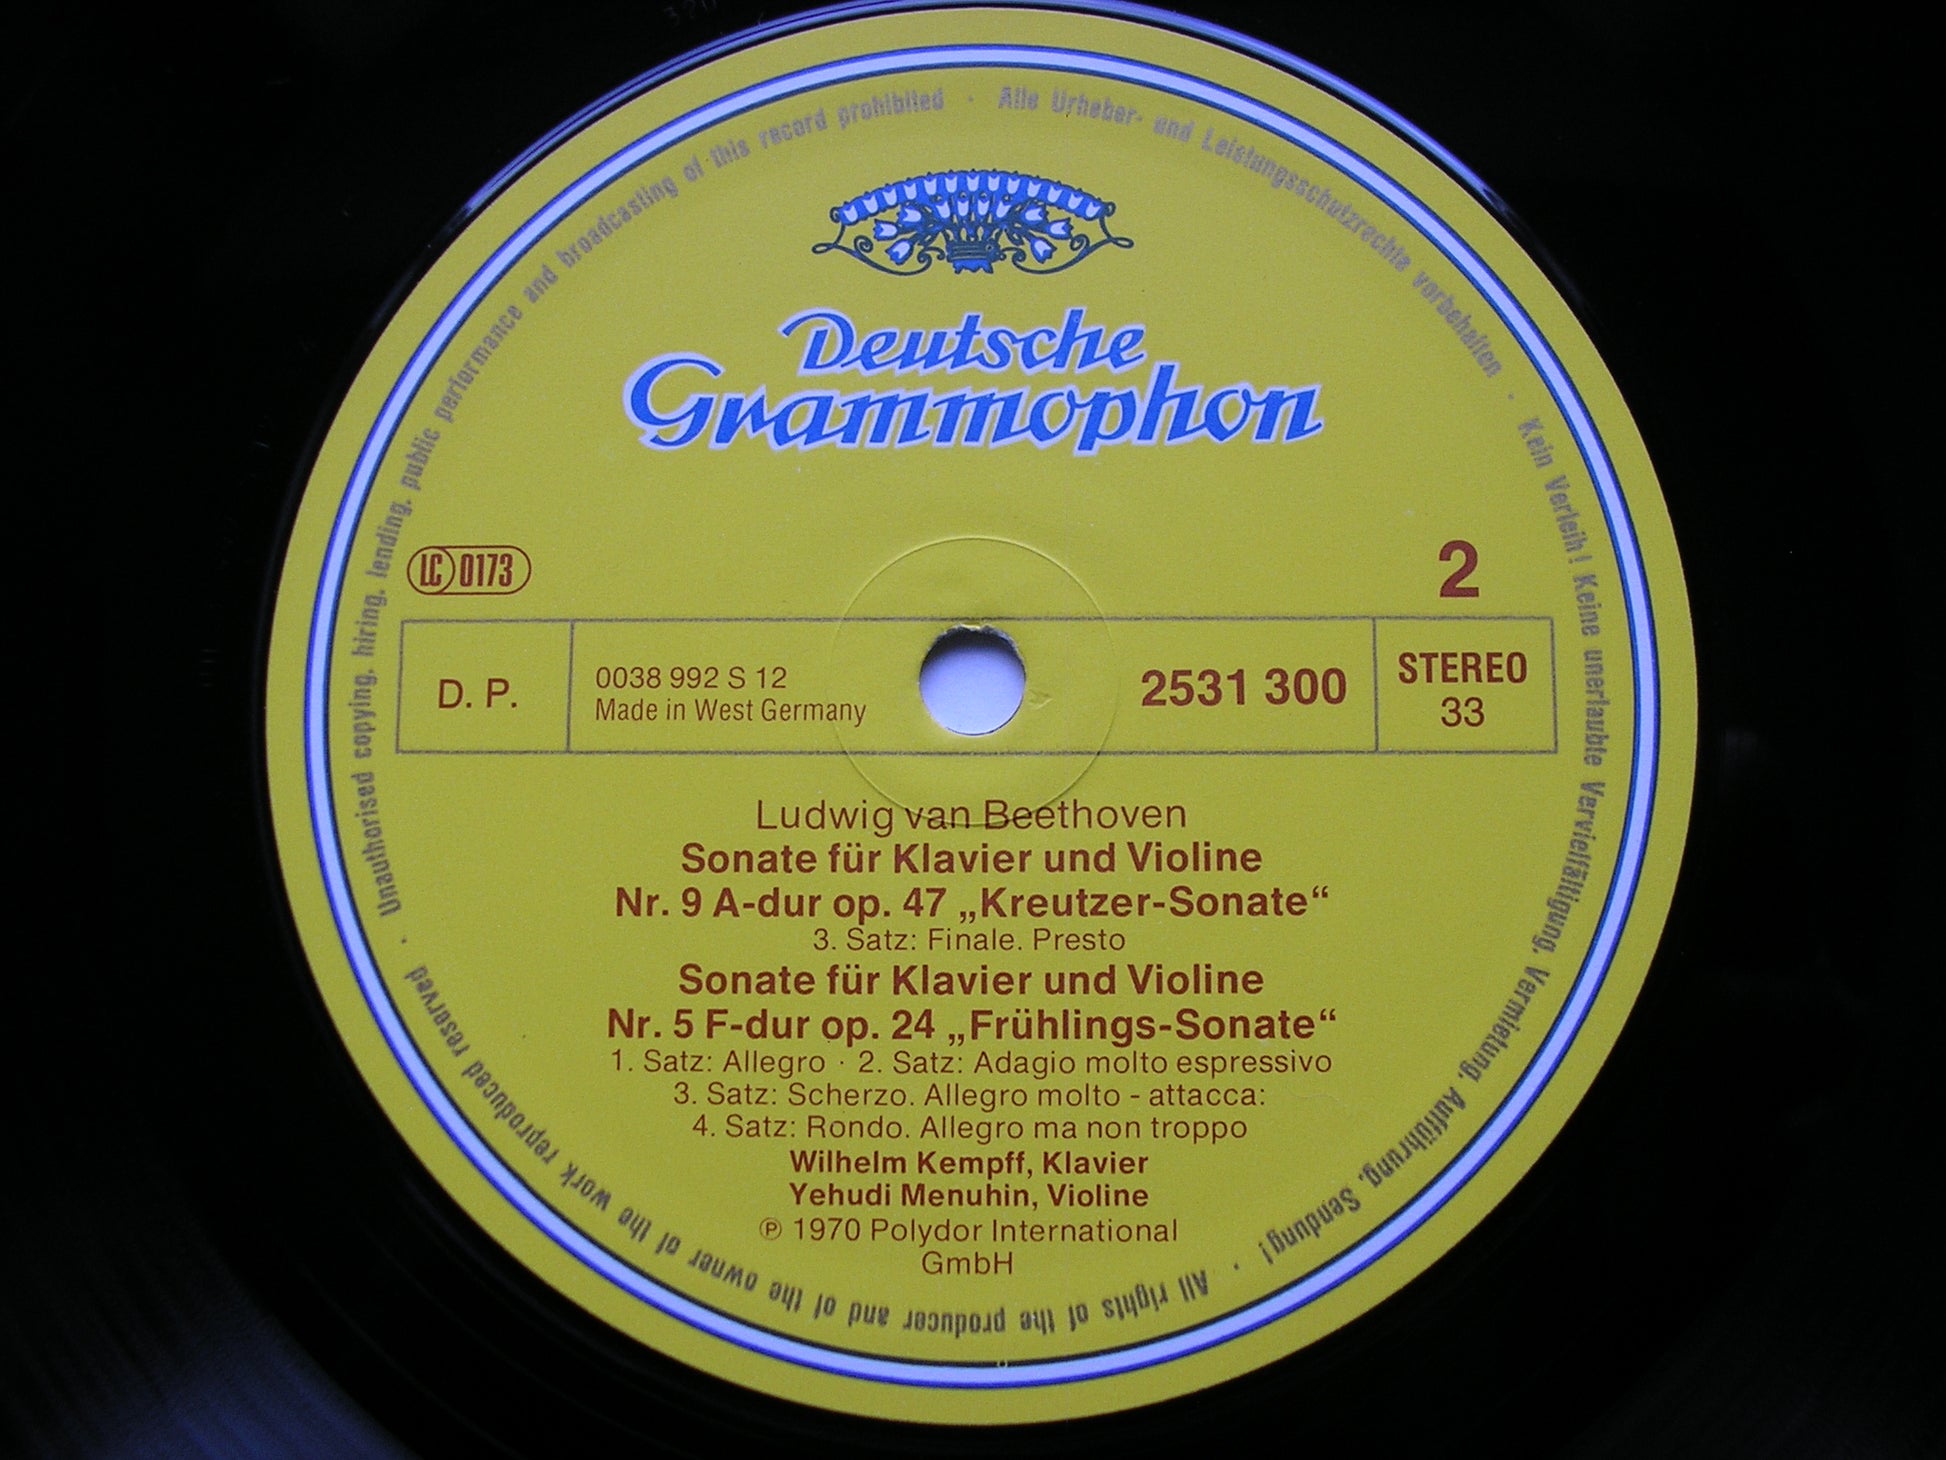 Deutsche
Grammophon
LC 0173
2
D. P.
0038 992 S 12
Made in West Germany
2531 300
STEREO
33
Ludwig van Beethoven
Sonate für Klavier und Violine
Nr. 9 A-dur op. 47 „Kreutzer-Sonate“
3. Satz: Finale. Presto
Sonate für Klavier und Violine
Nr. 5 F-dur op. 24 „Frühlings-Sonate“
1. Satz: Allegro · 2. Satz: Adagio molto espressivo
3. Satz: Scherzo. Allegro molto - attacca:
4. Satz: Rondo. Allegro ma non troppo
Wilhelm Kempff, Klavier
Yehudi Menuhin, Violine
℗ 1970 Polydor International
GmbH
Alle Urheber- und Leistungsschutzrechte vorbehalten · Kein Verleih! Keine unerlaubte Vervielfältigung, Vermietung, Aufführung, Sendung! · All rights of the producer and of the owner of the work reproduced reserved · Unauthorised copying, hiring, lending, public performance and broadcasting of this record prohibited ·